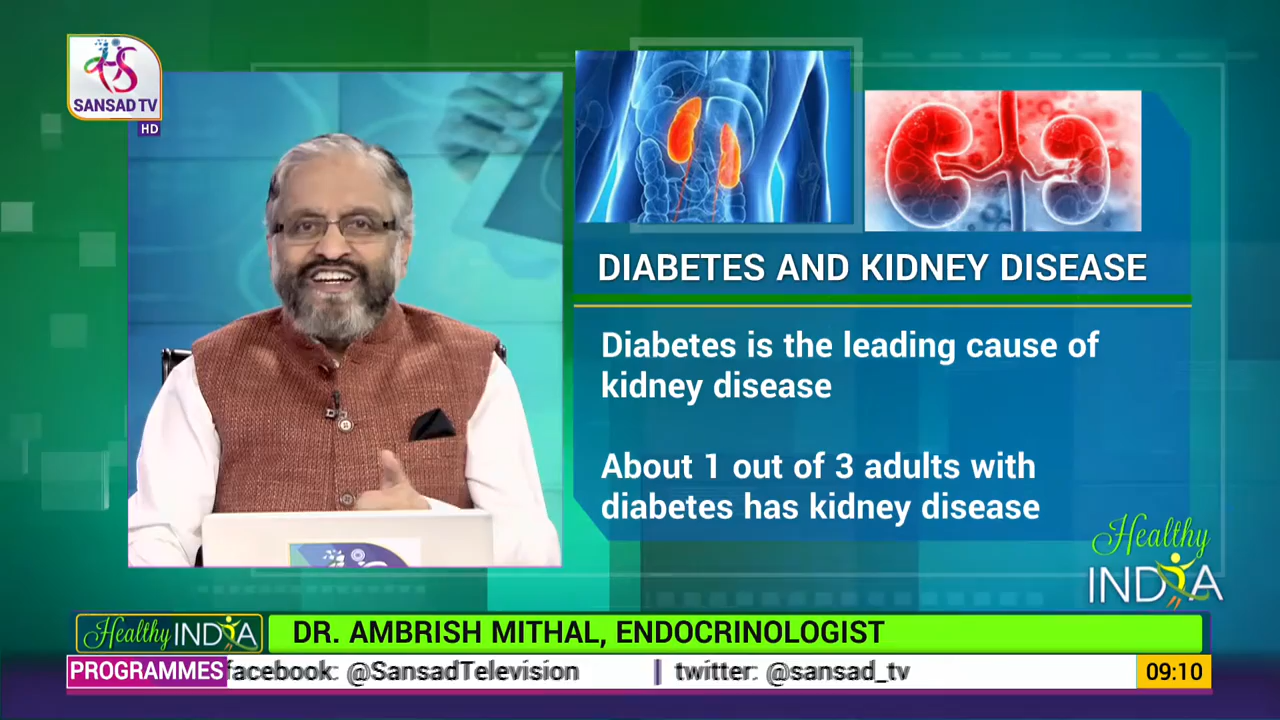 SANSAD TV
HD
DIABETES AND KIDNEY DISEASE
Diabetes is the leading cause of
kidney disease
About 1 out of 3 adults with
diabetes has kidney disease
Healthy
INDIA
Healthy INDIA
DR. AMBRISH MITHAL, ENDOCRINOLOGIST
PROGRAMMES facebook: @SansadTelevision | twitter: @sansad_tv 09:10